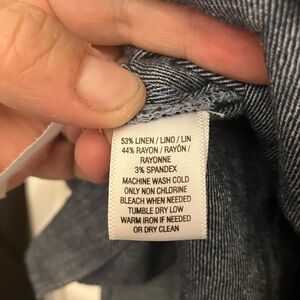 53% LINEN / LINO / LIN
44% RAYON / RAYÓN /
RAYONNE
3% SPANDEX
MACHINE WASH COLD
ONLY NON CHLORINE
BLEACH WHEN NEEDED
TUMBLE DRY LOW
WARM IRON IF NEEDED
OR DRY CLEAN